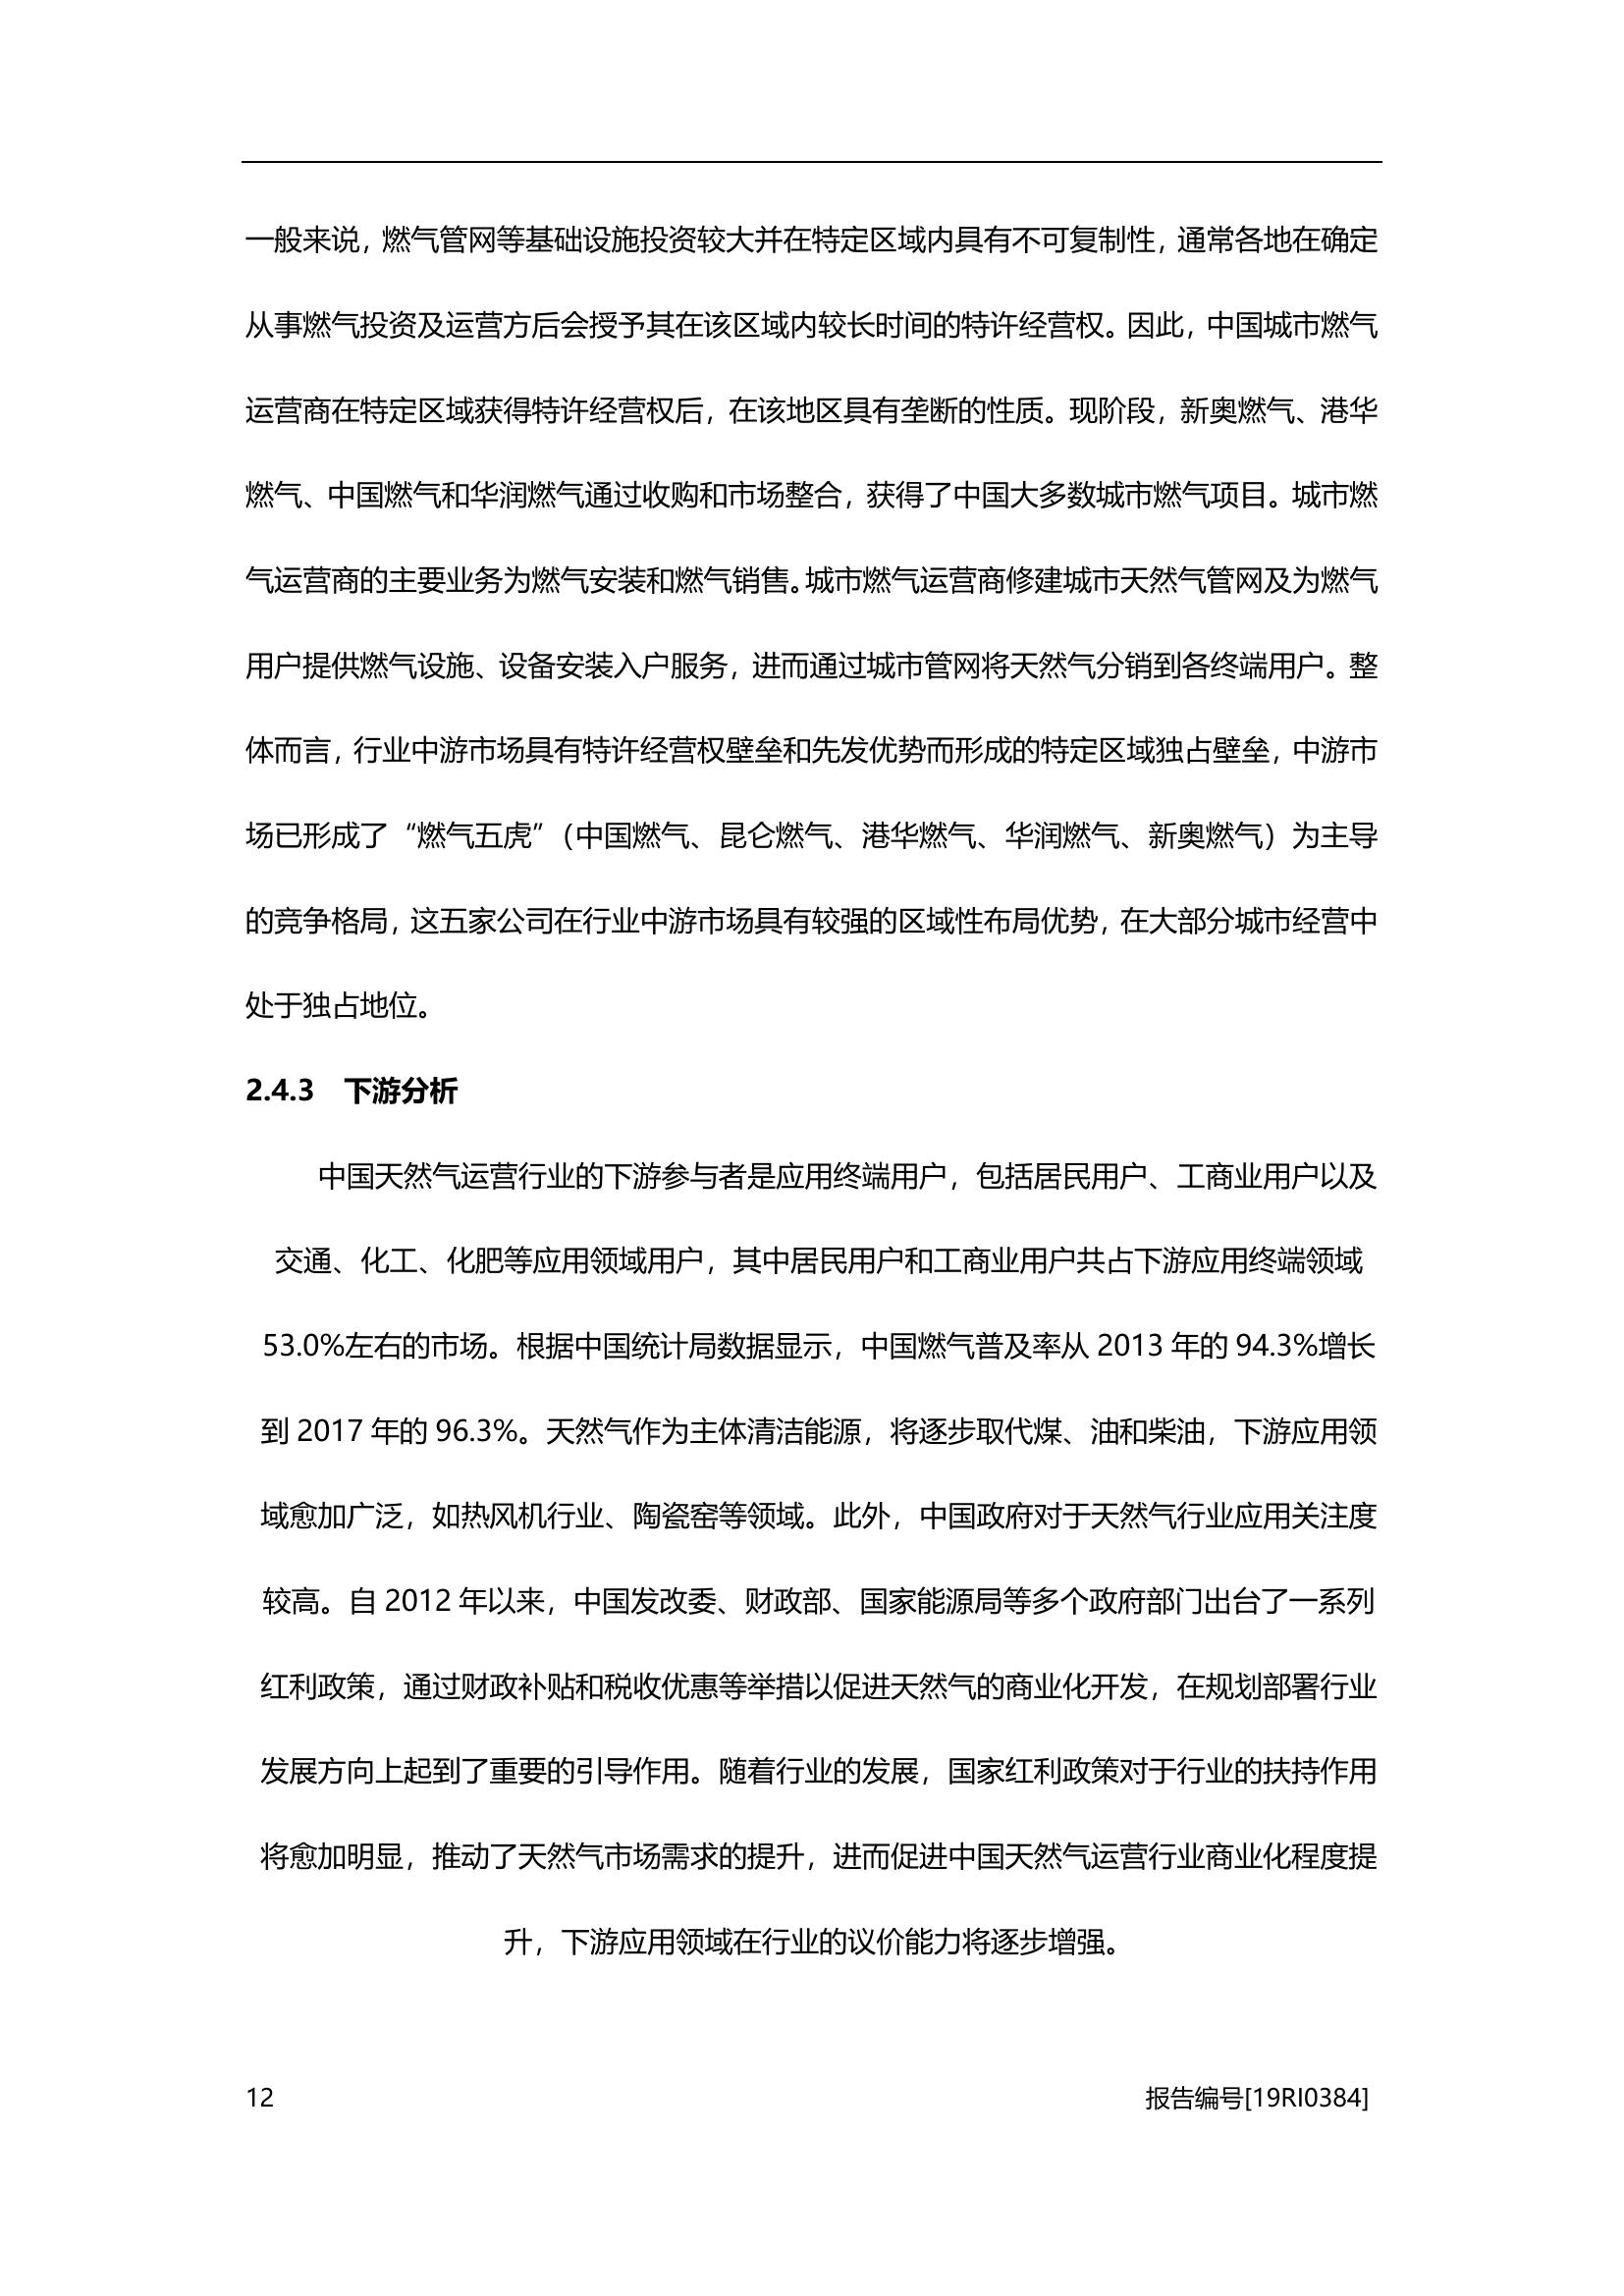 一般来说，燃气管网等基础设施投资较大并在特定区域内具有不可复制性，通常各地在确定
从事燃气投资及运营方后会授予其在该区域内较长时间的特许经营权。因此，中国城市燃气
运营商在特定区域获得特许经营权后，在该地区具有垄断的性质。现阶段，新奥燃气、港华
燃气、中国燃气和华润燃气通过收购和市场整合，获得了中国大多数城市燃气项目。城市燃
气运营商的主要业务为燃气安装和燃气销售。城市燃气运营商修建城市天然气管网及为燃气
用户提供燃气设施、设备安装入户服务，进而通过城市管网将天然气分销到各终端用户。整
体而言，行业中游市场具有特许经营权壁垒和先发优势而形成的特定区域独占壁垒，中游市
场已形成了“燃气五虎”（中国燃气、昆仑燃气、港华燃气、华润燃气、新奥燃气）为主导
的竞争格局，这五家公司在行业中游市场具有较强的区域性布局优势，在大部分城市经营中
处于独占地位。
2.4.3 下游分析
中国天然气运营行业的下游参与者是应用终端用户，包括居民用户、工商业用户以及
交通、化工、化肥等应用领域用户，其中居民用户和工商业用户共占下游应用终端领域
53.0%左右的市场。根据中国统计局数据显示，中国燃气普及率从 2013 年的 94.3%增长
到 2017 年的 96.3%。天然气作为主体清洁能源，将逐步取代煤、油和柴油，下游应用领
域愈加广泛，如热风机行业、陶瓷窑等领域。此外，中国政府对于天然气行业应用关注度
较高。自 2012 年以来，中国发改委、财政部、国家能源局等多个政府部门出台了一系列
红利政策，通过财政补贴和税收优惠等举措以促进天然气的商业化开发，在规划部署行业
发展方向上起到了重要的引导作用。随着行业的发展，国家红利政策对于行业的扶持作用
将愈加明显，推动了天然气市场需求的提升，进而促进中国天然气运营行业商业化程度提
升，下游应用领域在行业的议价能力将逐步增强。
12 报告编号[19RI0384]